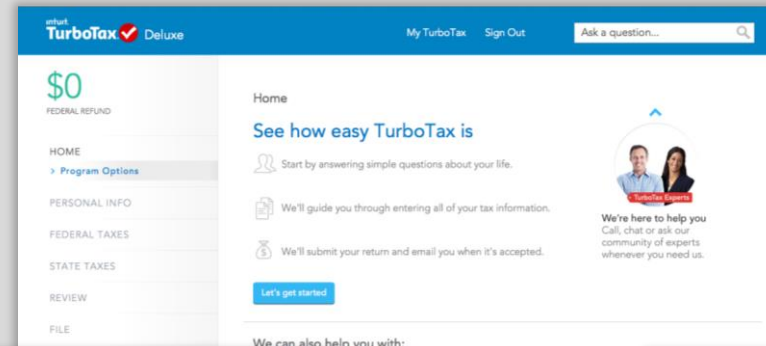 intuit
TurboTax Deluxe
My TurboTax Sign Out
Ask a question...
$0
FEDERAL REFUND
HOME
> Program Options
PERSONAL INFO
FEDERAL TAXES
STATE TAXES
REVIEW
FILE
Home
See how easy TurboTax is
Start by answering simple questions about your life.
We'll guide you through entering all of your tax information.
$ We'll submit your return and email you when it's accepted.
Let's get started
TurboTax Experts
We're here to help you
Call, chat or ask our
community of experts
whenever you need us.
We can also help you with: